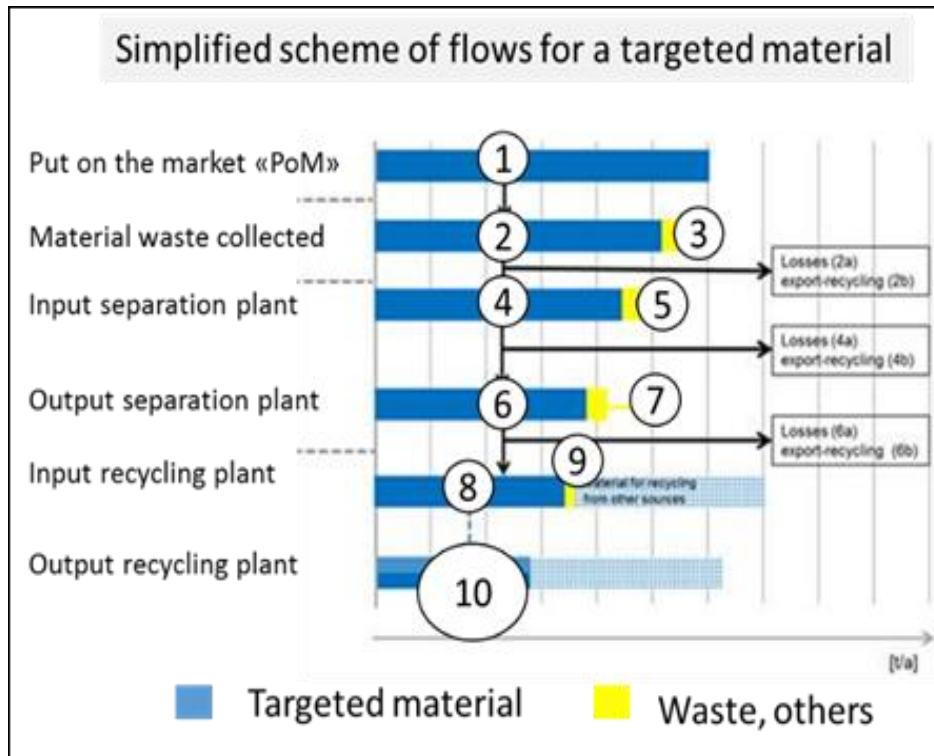 Simplified scheme of flows for a targeted material
Put on the market «PoM»
1
Material waste collected
2
3
Losses (2a)
export-recycling (2b)
Input separation plant
4
5
Losses (4a)
export-recycling (4b)
Output separation plant
6
7
Losses (6a)
export-recycling (6b)
Input recycling plant
8
9
material for recycling
from other sources
Output recycling plant
10
[t/a]
Targeted material
Waste, others